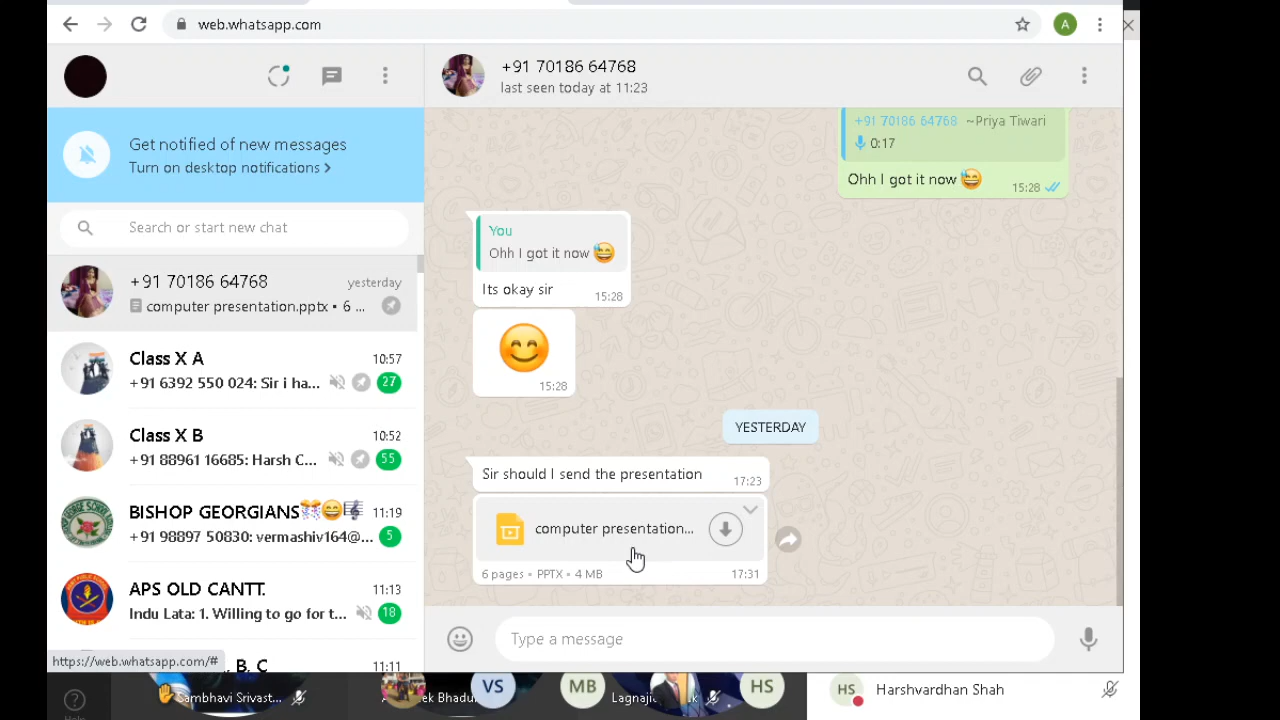 web.whatsapp.com
A
Get notified of new messages
Turn on desktop notifications >
Search or start new chat
+91 70186 64768
yesterday
computer presentation.pptx • 6 ...
Class X A
10:57
+91 6392 550 024: Sir i ha...
27
Class X B
10:52
+91 88961 16685: Harsh C...
55
BISHOP GEORGIANS🎊😄🎼
11:19
+91 98897 50830: vermashiv164@...
5
APS OLD CANTT.
11:13
Indu Lata: 1. Willing to go for t...
18
B, C
11:11
https://web.whatsapp.com/#
+91 70186 64768
last seen today at 11:23
+91 70186 64768 ~Priya Tiwari
0:17
Ohh I got it now 😅
15:28
You
Ohh I got it now 😅
Its okay sir
15:28
😊
15:28
YESTERDAY
Sir should I send the presentation
17:23
computer presentation...
6 pages • PPTX • 4 MB
17:31
Type a message
Help
Sambhavi Srivast...
VS
MB
HS
HS
Harshvardhan Shah